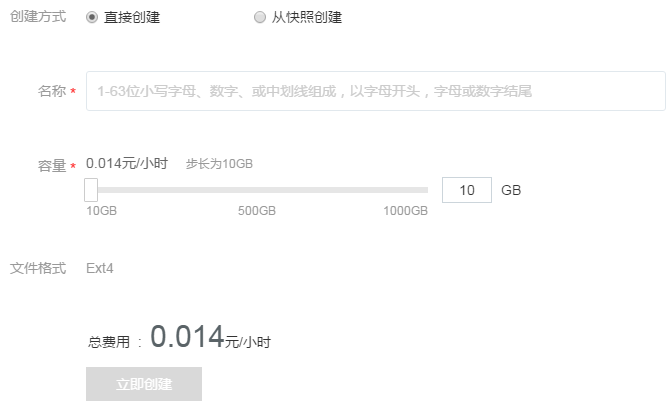 创建方式 直接创建 从快照创建
名称 * 1-63位小写字母、数字、或中划线组成，以字母开头，字母或数字结尾
容量 * 0.014元/小时 步长为10GB
10 GB
10GB 500GB 1000GB
文件格式 Ext4
总费用 ： 0.014元/小时
立即创建